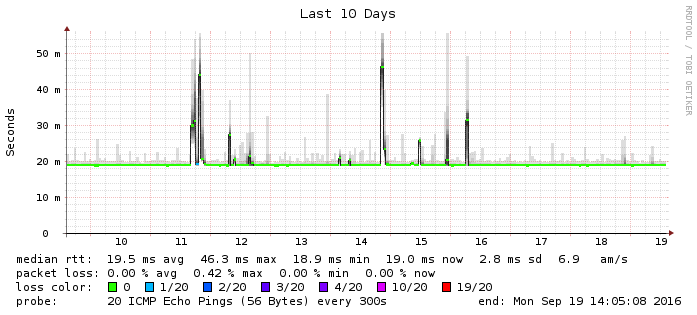 Last 10 Days
RRDTOOL / TOBI OETIKER
Seconds
50 m
40 m
30 m
20 m
10 m
0
10 11 12 13 14 15 16 17 18 19
median rtt: 19.5 ms avg 46.3 ms max 18.9 ms min 19.0 ms now 2.8 ms sd 6.9 am/s
packet loss: 0.00 % avg 0.42 % max 0.00 % min 0.00 % now
loss color: 0 1/20 2/20 3/20 4/20 10/20 19/20
probe: 20 ICMP Echo Pings (56 Bytes) every 300s end: Mon Sep 19 14:05:08 2016